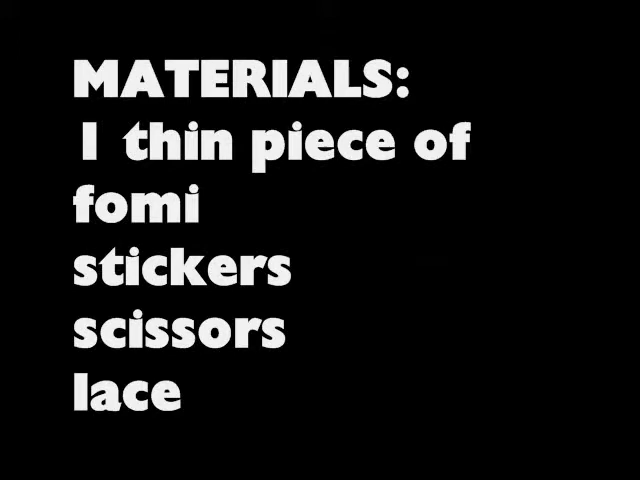 MATERIALS:
1 thin piece of
fomi
stickers
scissors
lace